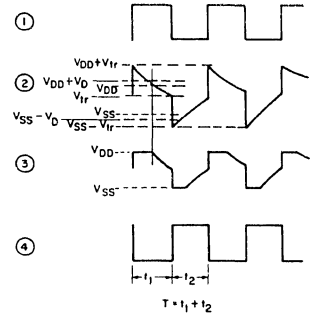 1
VDD+Vtr
2
VDD+VD
VDD
Vtr
VSS
VSS-VD
VSS-Vtr
3
VDD
VSS
4
t1 t2
T=t1+t2